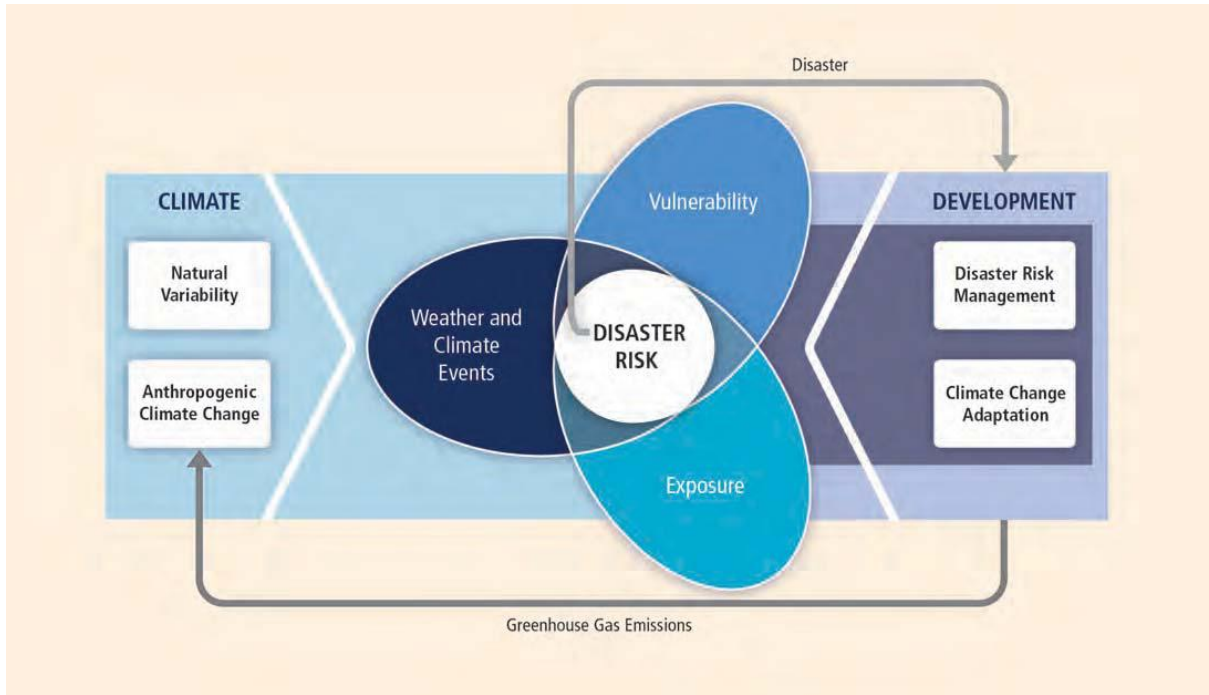 Disaster
CLIMATE
Natural
Variability
Anthropogenic
Climate Change
Vulnerability
Weather and
Climate
Events
DISASTER
RISK
Exposure
DEVELOPMENT
Disaster Risk
Management
Climate Change
Adaptation
Greenhouse Gas Emissions